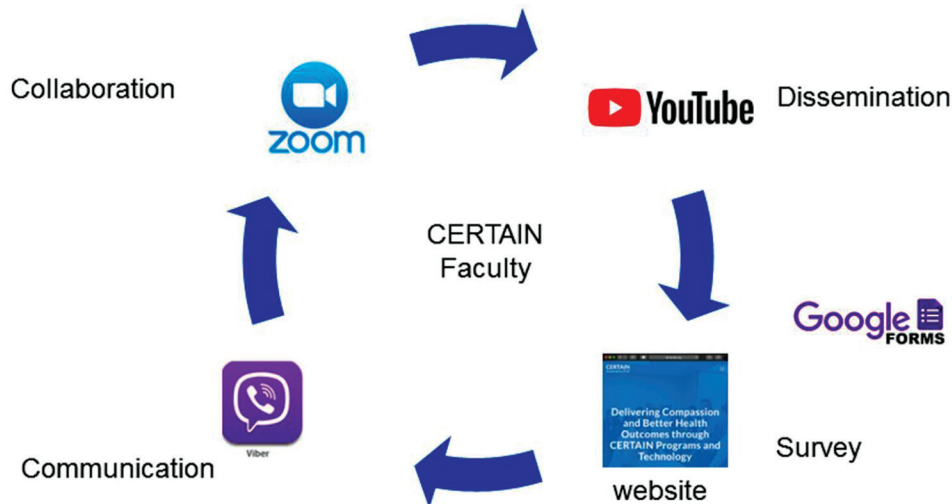 Collaboration
zoom
YouTube
Dissemination
CERTAIN
Faculty
Google
FORMS
CERTAIN
Delivering Compassion
and Better Health
Outcomes through
CERTAIN Programs and
Technology
Viber
Communication
Survey
website